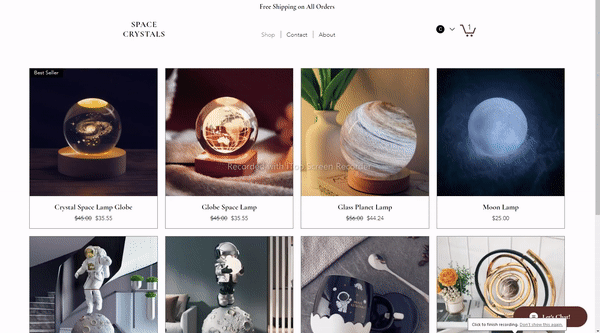 Free Shipping on All Orders
SPACE
CRYSTALS
Shop | Contact | About
C
1
Best Seller
Recorded with iTop Screen Recorder
Crystal Space Lamp Globe
$45.00 $35.55
Globe Space Lamp
$45.00 $35.55
Glass Planet Lamp
$56.00 $44.24
Moon Lamp
$25.00
Let's Chat!
Click to finish recording. Don't show this again.